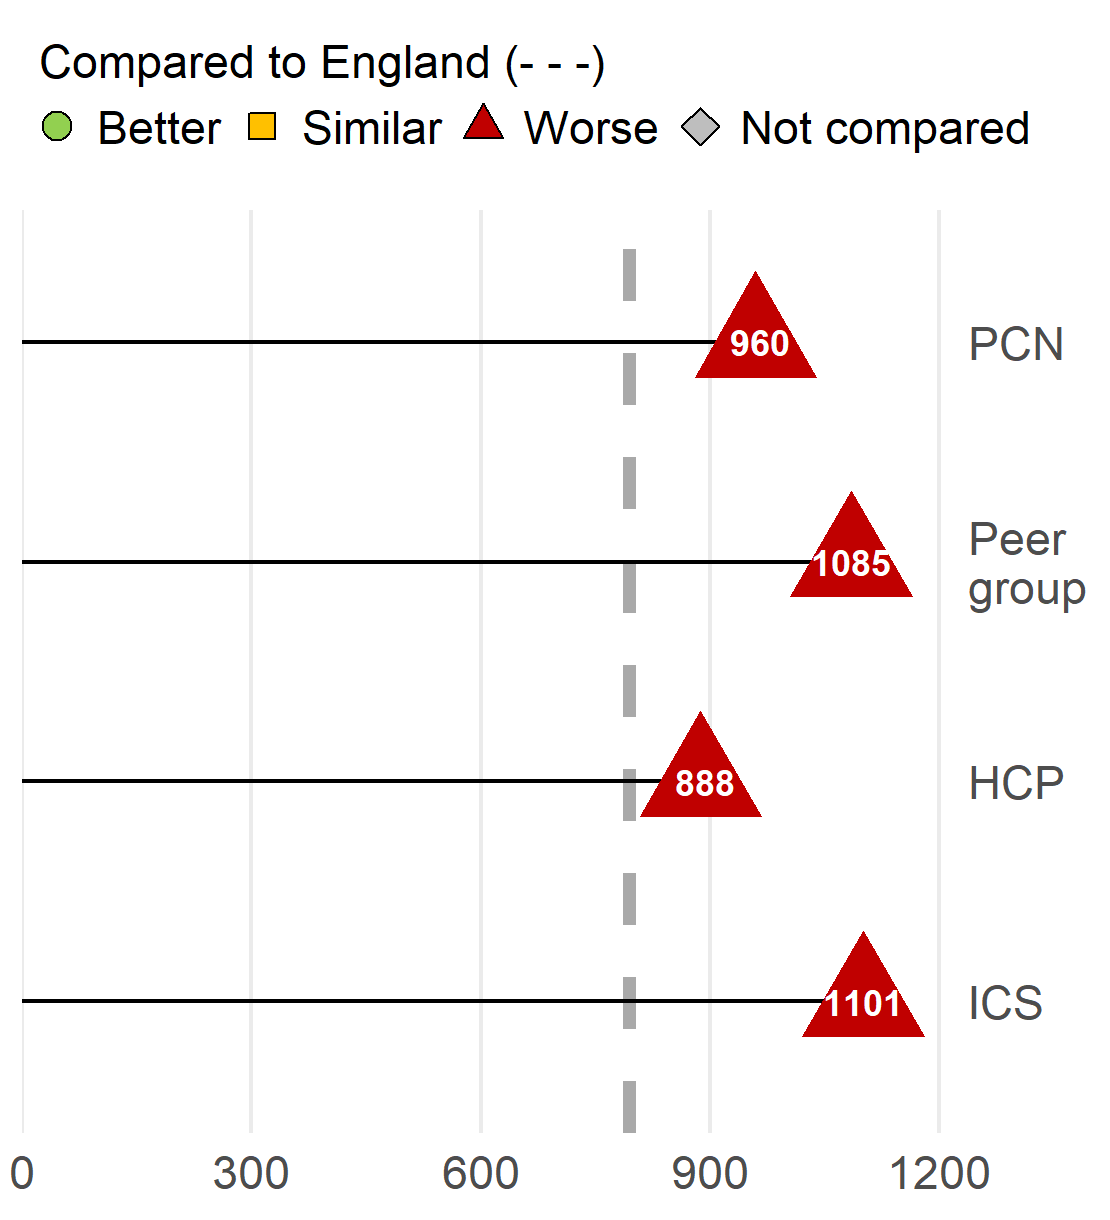 Compared to England (- - -)
Better Similar Worse Not compared
960 PCN
1085 Peer
group
888 HCP
1101 ICS
0 300 600 900 1200